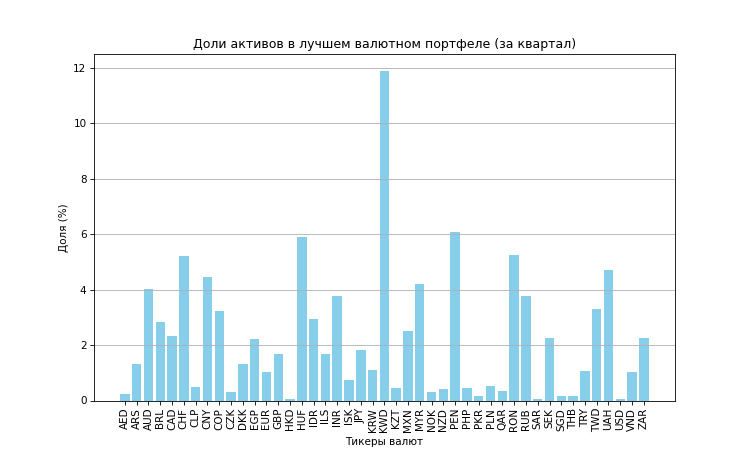 Доли активов в лучшем валютном портфеле (за квартал)
Доля (%)
12
10
8
6
4
2
0
AED ARS AUD BRL CAD CHF CLP CNY COP CZK DKK EGP EUR GBP HKD HUF IDR ILS INR ISK JPY KRW KWD KZT MXN MYR NOK NZD PEN PHP PKR PLN QAR RON RUB SAR SEK SGD THB TRY TWD UAH USD VND ZAR
Тикеры валют